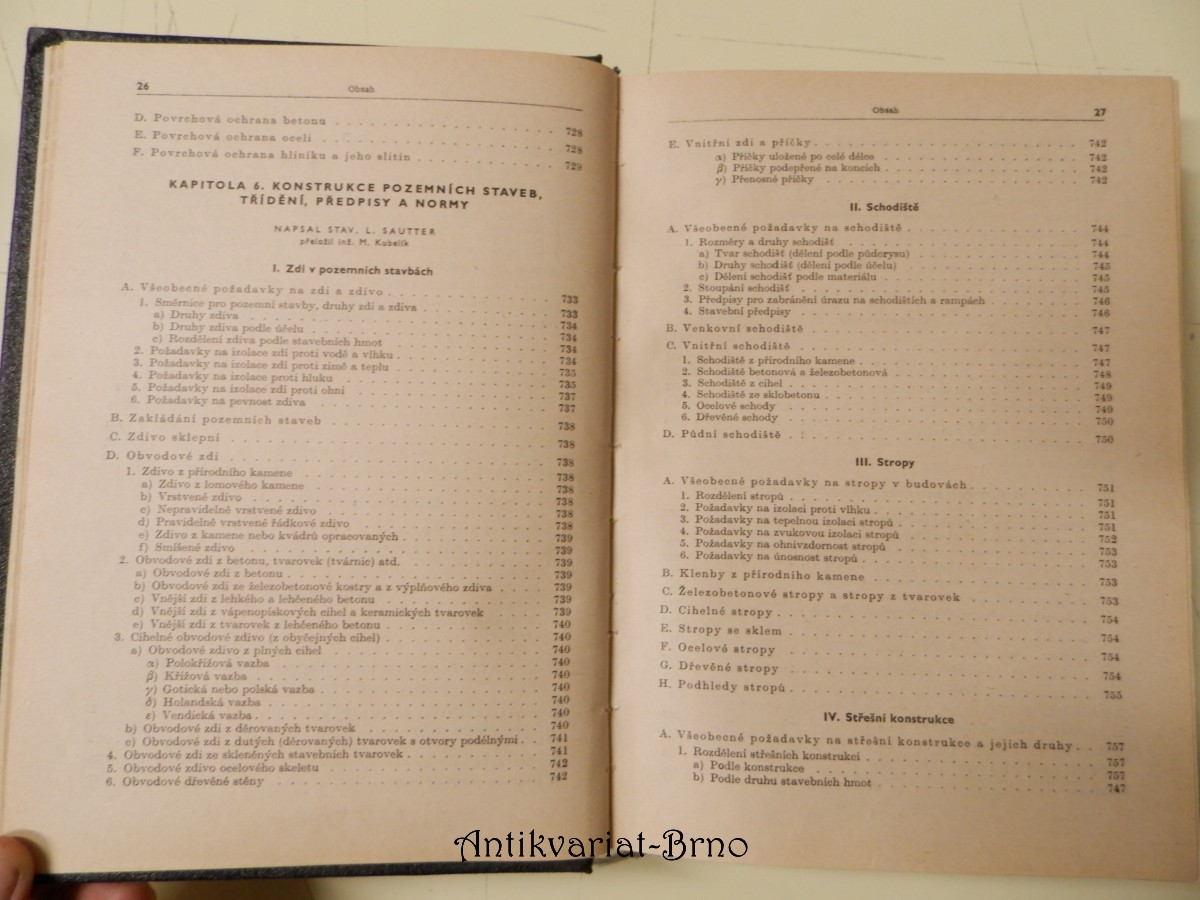 26
Obsah
D. Povrchová ochrana betonu 728
E. Povrchová ochrana oceli 728
F. Povrchová ochrana hliníku a jeho slitin 729
KAPITOLA 6. KONSTRUKCE POZEMNÍCH STAVEB,
TŘÍDĚNÍ, PŘEDPISY A NORMY
NAPSAL STAV. L. SAUTTER
přeložil inž. M. Kubelík
I. Zdi v pozemních stavbách
A. Všeobecné požadavky na zdi a zdivo 733
1. Směrnice pro pozemní stavby, druhy zdí a zdiva 733
a) Druhy zdiva 734
b) Druhy zdiva podle účelu 734
c) Rozdělení zdiva podle stavebních hmot 734
2. Požadavky na izolace zdí proti vodě a vlhku 734
3. Požadavky na izolace zdí proti zimě a teplu 735
4. Požadavky na izolace proti hluku 735
5. Požadavky na izolaci zdí proti ohni 737
6. Požadavky na pevnost zdiva 737
B. Zakládání pozemních staveb 738
C. Zdivo sklepní 738
D. Obvodové zdi 738
1. Zdivo z přírodního kamene 738
a) Zdivo z lomového kamene 738
b) Vrstvené zdivo 738
c) Nepravidelně vrstvené zdivo 738
d) Pravidelně vrstvené řádkové zdivo 739
e) Zdivo z kamene nebo kvádrů opracovaných 739
f) Smíšené zdivo 739
2. Obvodové zdi z betonu, tvarovek (tvárnic) atd. 739
a) Obvodové zdi z betonu 739
b) Obvodové zdi ze železobetonové kostry a z výplňového zdiva 739
c) Vnější zdi z lehkého a lehčeného betonu 739
d) Vnější zdi z vápenopískových cihel a keramických tvarovek 739
e) Vnější zdi z tvarovek z lehčeného betonu 740
3. Cihelné obvodové zdivo (z obyčejných cihel) 740
a) Obvodové zdivo z plných cihel 740
α) Polokřížová vazba 740
β) Křížová vazba 740
γ) Gotická nebo polská vazba 740
δ) Holandská vazba 740
ε) Vendická vazba 740
b) Obvodové zdi z děrovaných tvarovek 740
c) Obvodové zdi z dutých (děrovaných) tvarovek s otvory podélnými 741
4. Obvodové zdi ze skleněných stavebních tvarovek 741
5. Obvodové zdivo ocelového skeletu 742
6. Obvodové dřevěné stěny 742
Obsah
27
E. Vnitřní zdi a příčky 742
α) Příčky uložené po celé délce 742
β) Příčky podepřené na koncích 742
γ) Přenosné příčky 742
II. Schodiště
A. Všeobecné požadavky na schodiště 744
1. Rozměry a druhy schodišť 744
a) Tvar schodišť (dělení podle půdorysu) 744
b) Druhy schodišť (dělení podle účelu) 745
c) Dělení schodišť podle materiálu 745
2. Stoupání schodišť 745
3. Předpisy pro zabránění úrazu na schodištích a rampách 746
4. Stavební předpisy 746
B. Venkovní schodiště 747
C. Vnitřní schodiště 747
1. Schodiště z přírodního kamene 747
2. Schodiště betonová a železobetonová 748
3. Schodiště z cihel 749
4. Schodiště ze sklobetonu 749
5. Ocelové schody 749
6. Dřevěné schody 750
D. Půdní schodiště 750
III. Stropy
A. Všeobecné požadavky na stropy v budovách 751
1. Rozdělení stropů 751
2. Požadavky na izolaci proti vlhku 751
3. Požadavky na tepelnou izolaci stropů 751
4. Požadavky na zvukovou izolaci stropů 752
5. Požadavky na ohnivzdornost stropů 753
6. Požadavky na únosnost stropů 753
B. Klenby z přírodního kamene 753
C. Železobetonové stropy a stropy z tvarovek 753
D. Cihelné stropy 754
E. Stropy se sklem 754
F. Ocelové stropy 754
G. Dřevěné stropy 754
H. Podhledy stropů 755
IV. Střešní konstrukce
A. Všeobecné požadavky na střešní konstrukce a jejich druhy 757
1. Rozdělení střešních konstrukcí 757
a) Podle konstrukce 757
b) Podle druhu stavebních hmot 747
Antikvariat-Brno